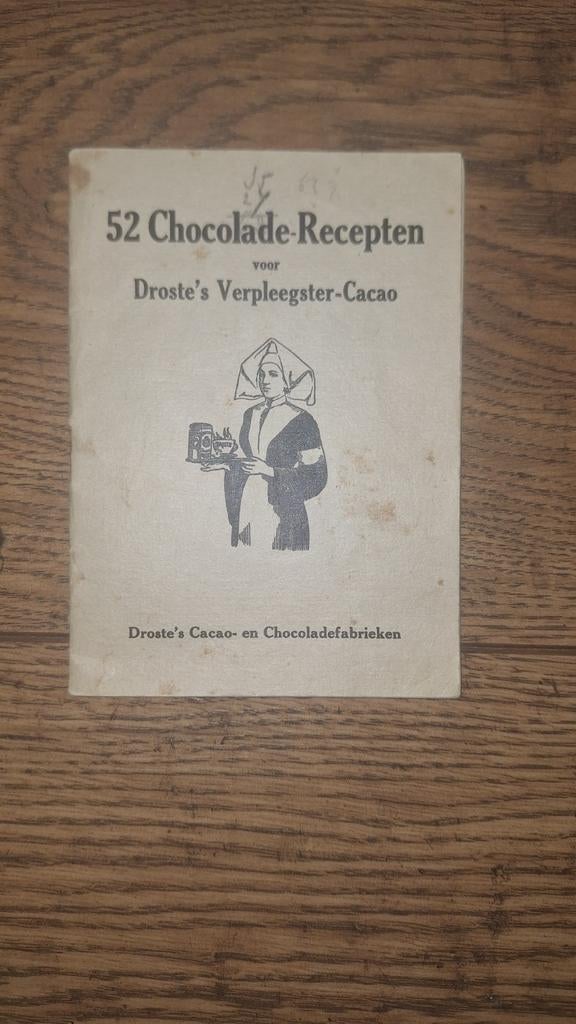 52 Chocolade-Recepten
voor
Droste's Verpleegster-Cacao
Droste's Cacao- en Chocoladefabrieken